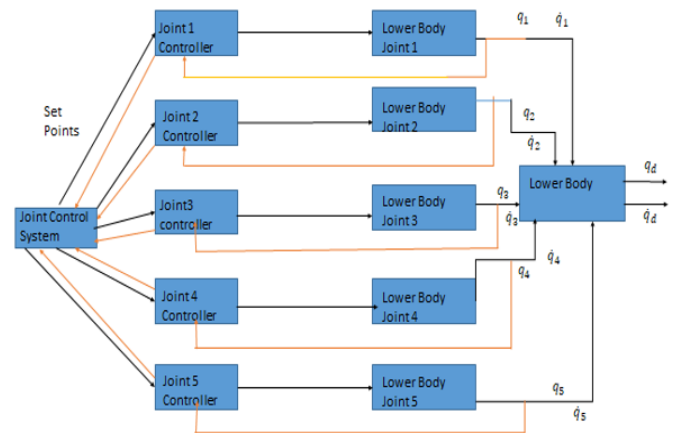 Joint 1
Controller
Lower Body
Joint 1
q₁ q̇₁
Set
Points
Joint 2
Controller
Lower Body
Joint 2
q₂
q̇₂
Joint Control
System
Joint3
controller
Lower Body
Joint 3
q₃
q̇₃
Lower Body
q_d
q̇_d
Joint 4
Controller
Lower Body
Joint 4
q₄ q̇₄
Joint 5
Controller
Lower Body
Joint 5
q₅
q̇₅